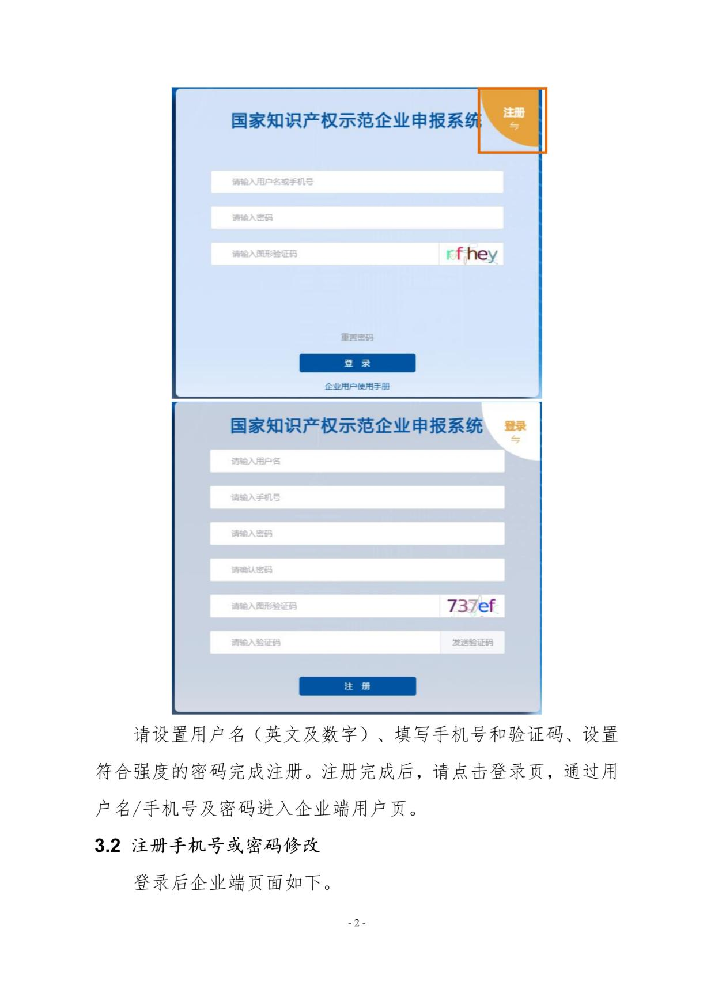 国家知识产权示范企业申报系统
注册
请输入用户名或手机号
请输入密码
请输入图形验证码
rfhey
重置密码
登 录
企业用户使用手册
国家知识产权示范企业申报系统
登录
请输入用户名
请输入手机号
请输入密码
请确认密码
请输入图形验证码
737ef
请输入验证码
发送验证码
注 册
请设置用户名（英文及数字）、填写手机号和验证码、设置
符合强度的密码完成注册。注册完成后，请点击登录页，通过用
户名/手机号及密码进入企业端用户页。
3.2 注册手机号或密码修改
登录后企业端页面如下。
- 2 -